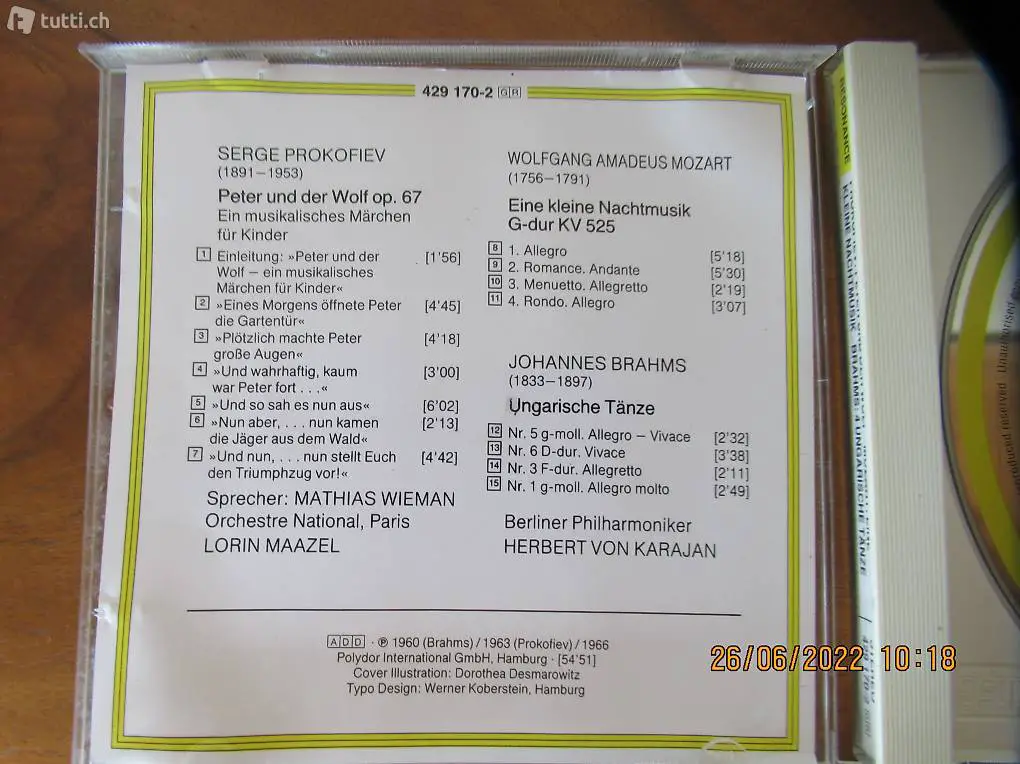 tutti.ch
429 170-2 GR
SERGE PROKOFIEV
(1891–1953)
Peter und der Wolf op. 67
Ein musikalisches Märchen
für Kinder
1 Einleitung: »Peter und der [1'56]
Wolf – ein musikalisches
Märchen für Kinder«
2 »Eines Morgens öffnete Peter [4'45]
die Gartentür«
3 »Plötzlich machte Peter [4'18]
große Augen«
4 »Und wahrhaftig, kaum [3'00]
war Peter fort . . .«
5 »Und so sah es nun aus« [6'02]
6 »Nun aber, . . . nun kamen [2'13]
die Jäger aus dem Wald«
7 »Und nun, . . . nun stellt Euch [4'42]
den Triumphzug vor!«
Sprecher: MATHIAS WIEMAN
Orchestre National, Paris
LORIN MAAZEL
WOLFGANG AMADEUS MOZART
(1756–1791)
Eine kleine Nachtmusik
G-dur KV 525
8 1. Allegro [5'18]
9 2. Romance. Andante [5'30]
10 3. Menuetto. Allegretto [2'19]
11 4. Rondo. Allegro [3'07]
JOHANNES BRAHMS
(1833–1897)
Ungarische Tänze
12 Nr. 5 g-moll. Allegro – Vivace [2'32]
13 Nr. 6 D-dur. Vivace [3'38]
14 Nr. 3 F-dur. Allegretto [2'11]
15 Nr. 1 g-moll. Allegro molto [2'49]
Berliner Philharmoniker
HERBERT VON KARAJAN
ADD · ℗ 1960 (Brahms) / 1963 (Prokofiev) / 1966
Polydor International GmbH, Hamburg · [54'51]
Cover Illustration: Dorothea Desmarowitz
Typo Design: Werner Koberstein, Hamburg
RESONANCE
KLEINE NACHTMUSIK · BRAHMS: 4 UNGARISCHE TÄNZE
reserved · Unauthorised
26/06/2022 10:18